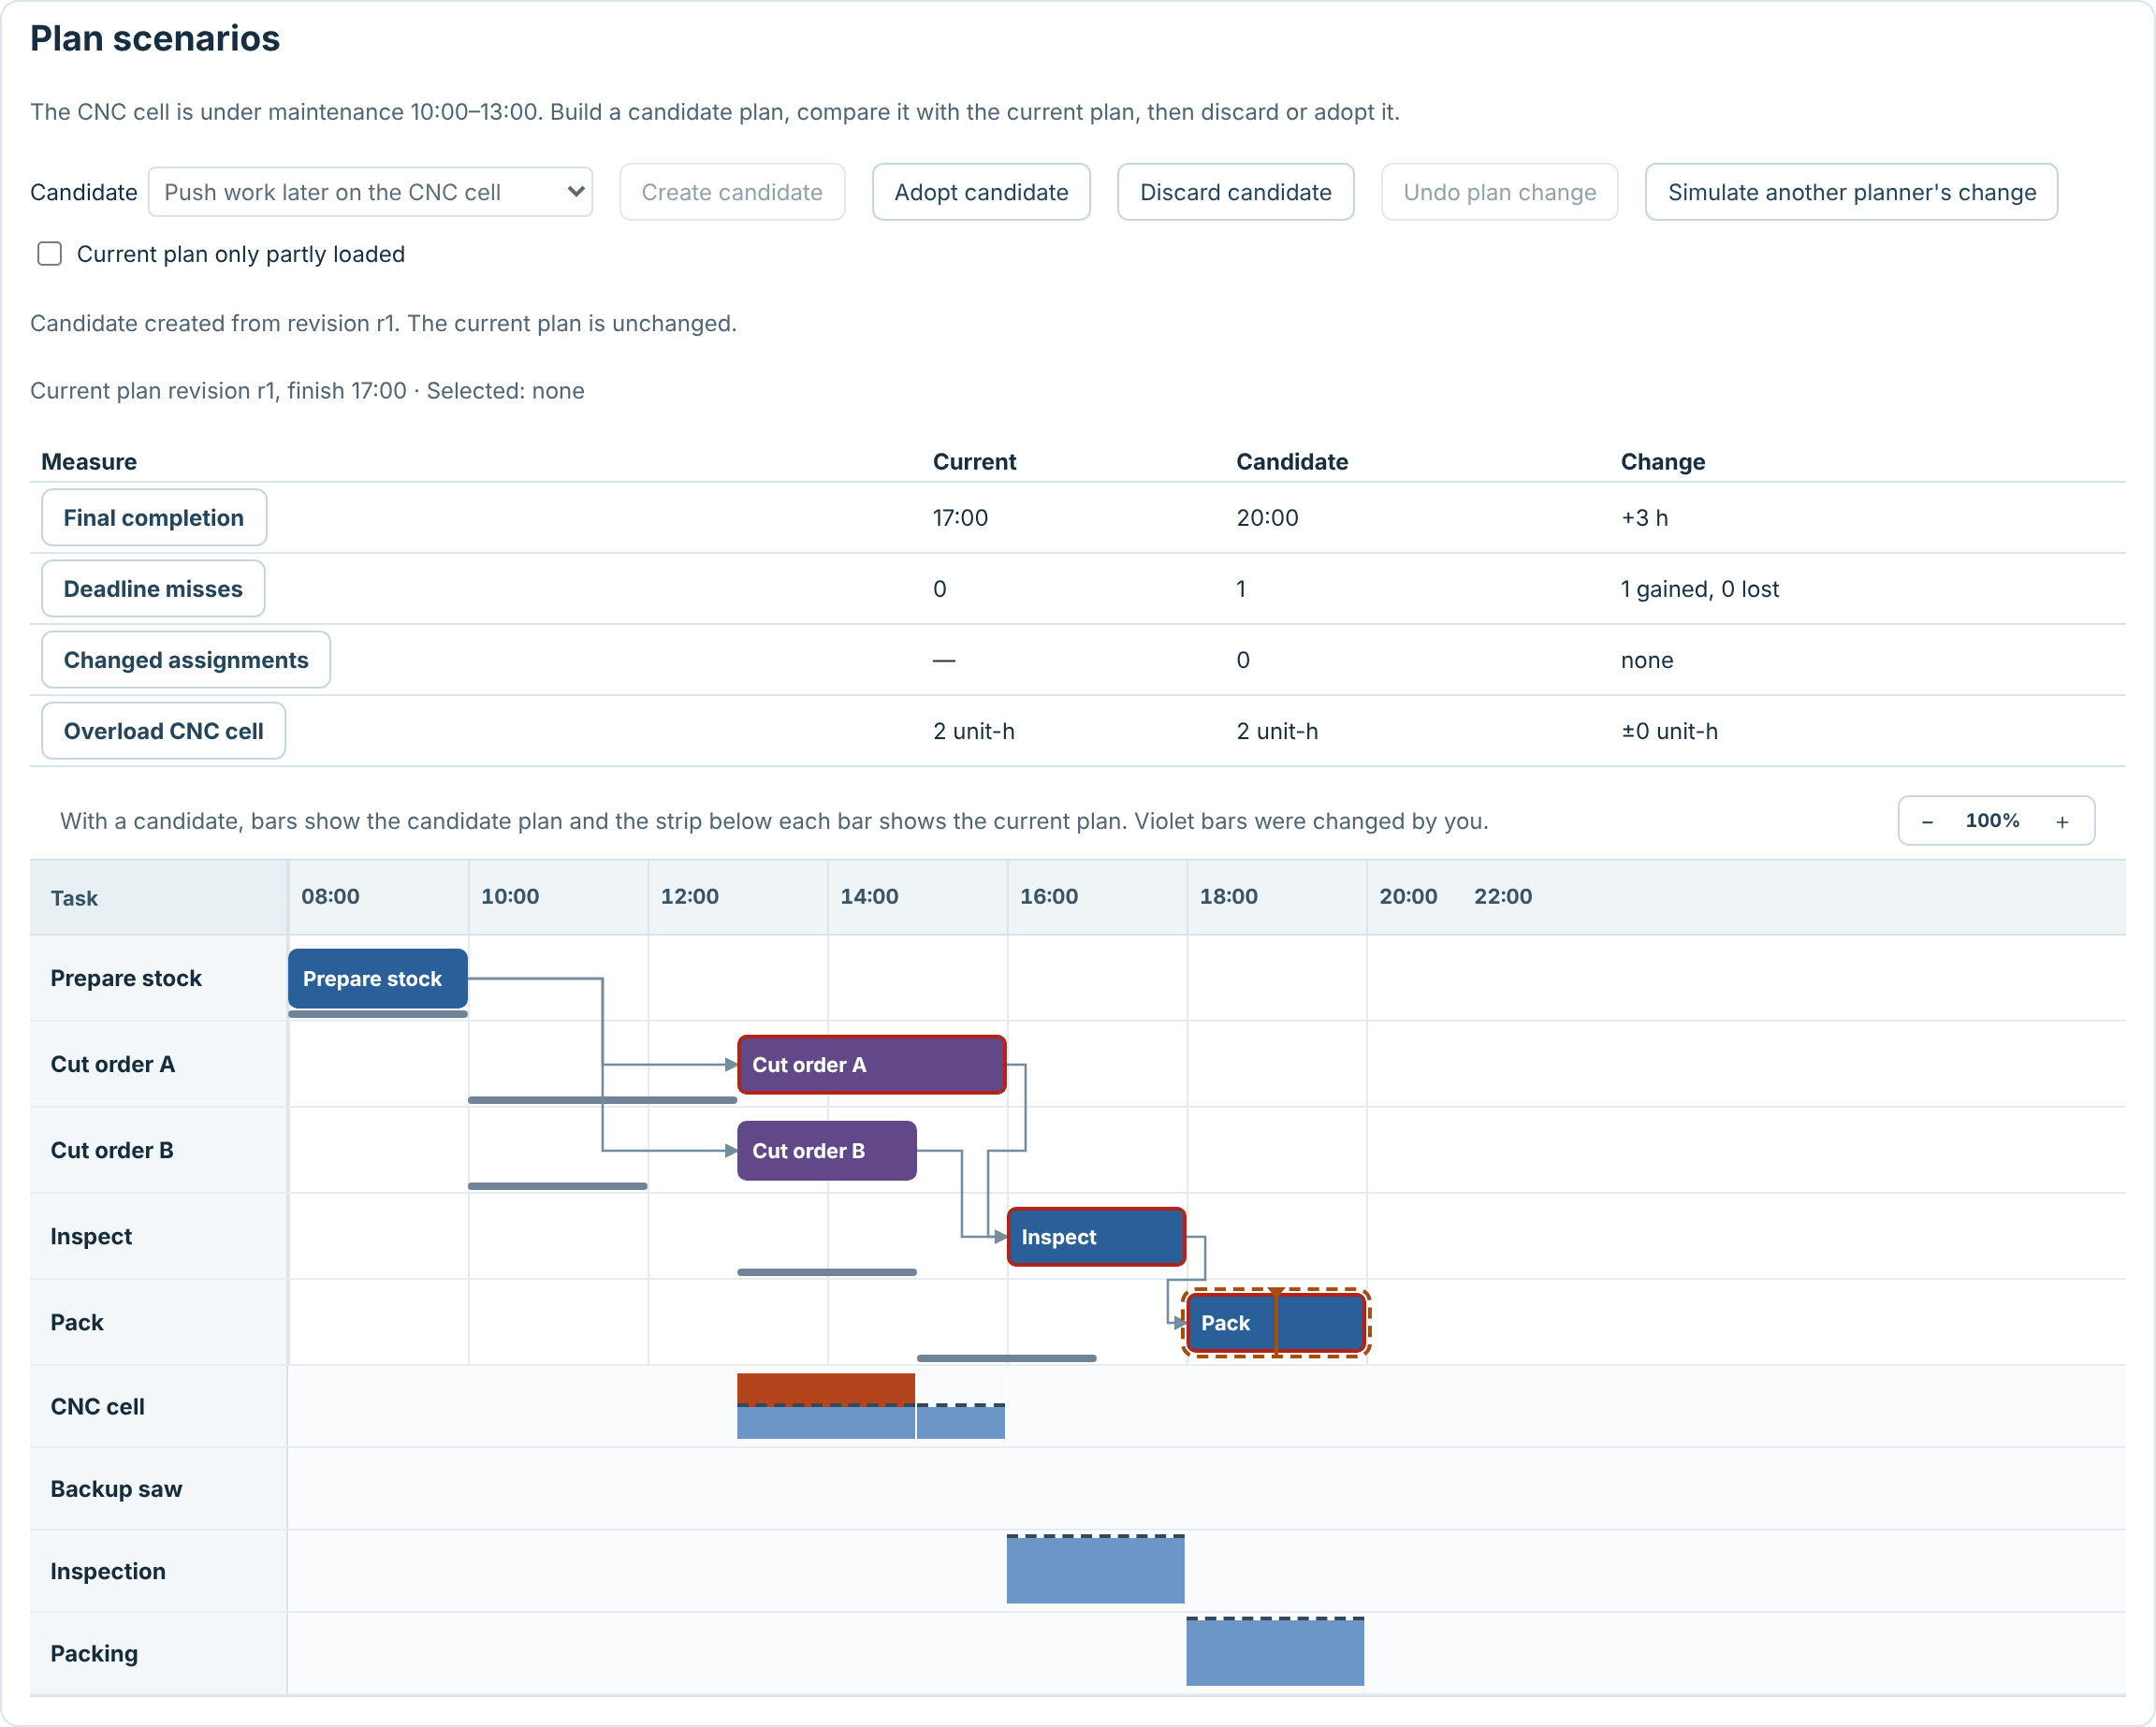 Plan scenarios
The CNC cell is under maintenance 10:00–13:00. Build a candidate plan, compare it with the current plan, then discard or adopt it.
Candidate Push work later on the CNC cell Create candidate Adopt candidate Discard candidate Undo plan change Simulate another planner's change
Current plan only partly loaded
Candidate created from revision r1. The current plan is unchanged.
Current plan revision r1, finish 17:00 · Selected: none
Measure Current Candidate Change
Final completion 17:00 20:00 +3 h
Deadline misses 0 1 1 gained, 0 lost
Changed assignments — 0 none
Overload CNC cell 2 unit-h 2 unit-h ±0 unit-h
With a candidate, bars show the candidate plan and the strip below each bar shows the current plan. Violet bars were changed by you. – 100% +
Task 08:00 10:00 12:00 14:00 16:00 18:00 20:00 22:00
Prepare stock Prepare stock
Cut order A Cut order A
Cut order B Cut order B
Inspect Inspect
Pack Pack
CNC cell
Backup saw
Inspection
Packing